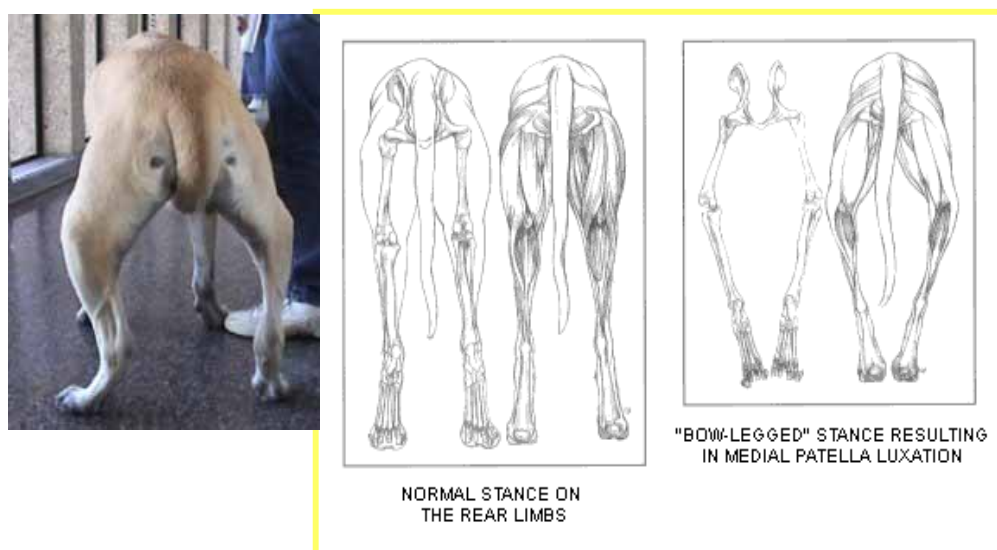 NORMAL STANCE ON
THE REAR LIMBS
"BOW-LEGGED" STANCE RESULTING
IN MEDIAL PATELLA LUXATION